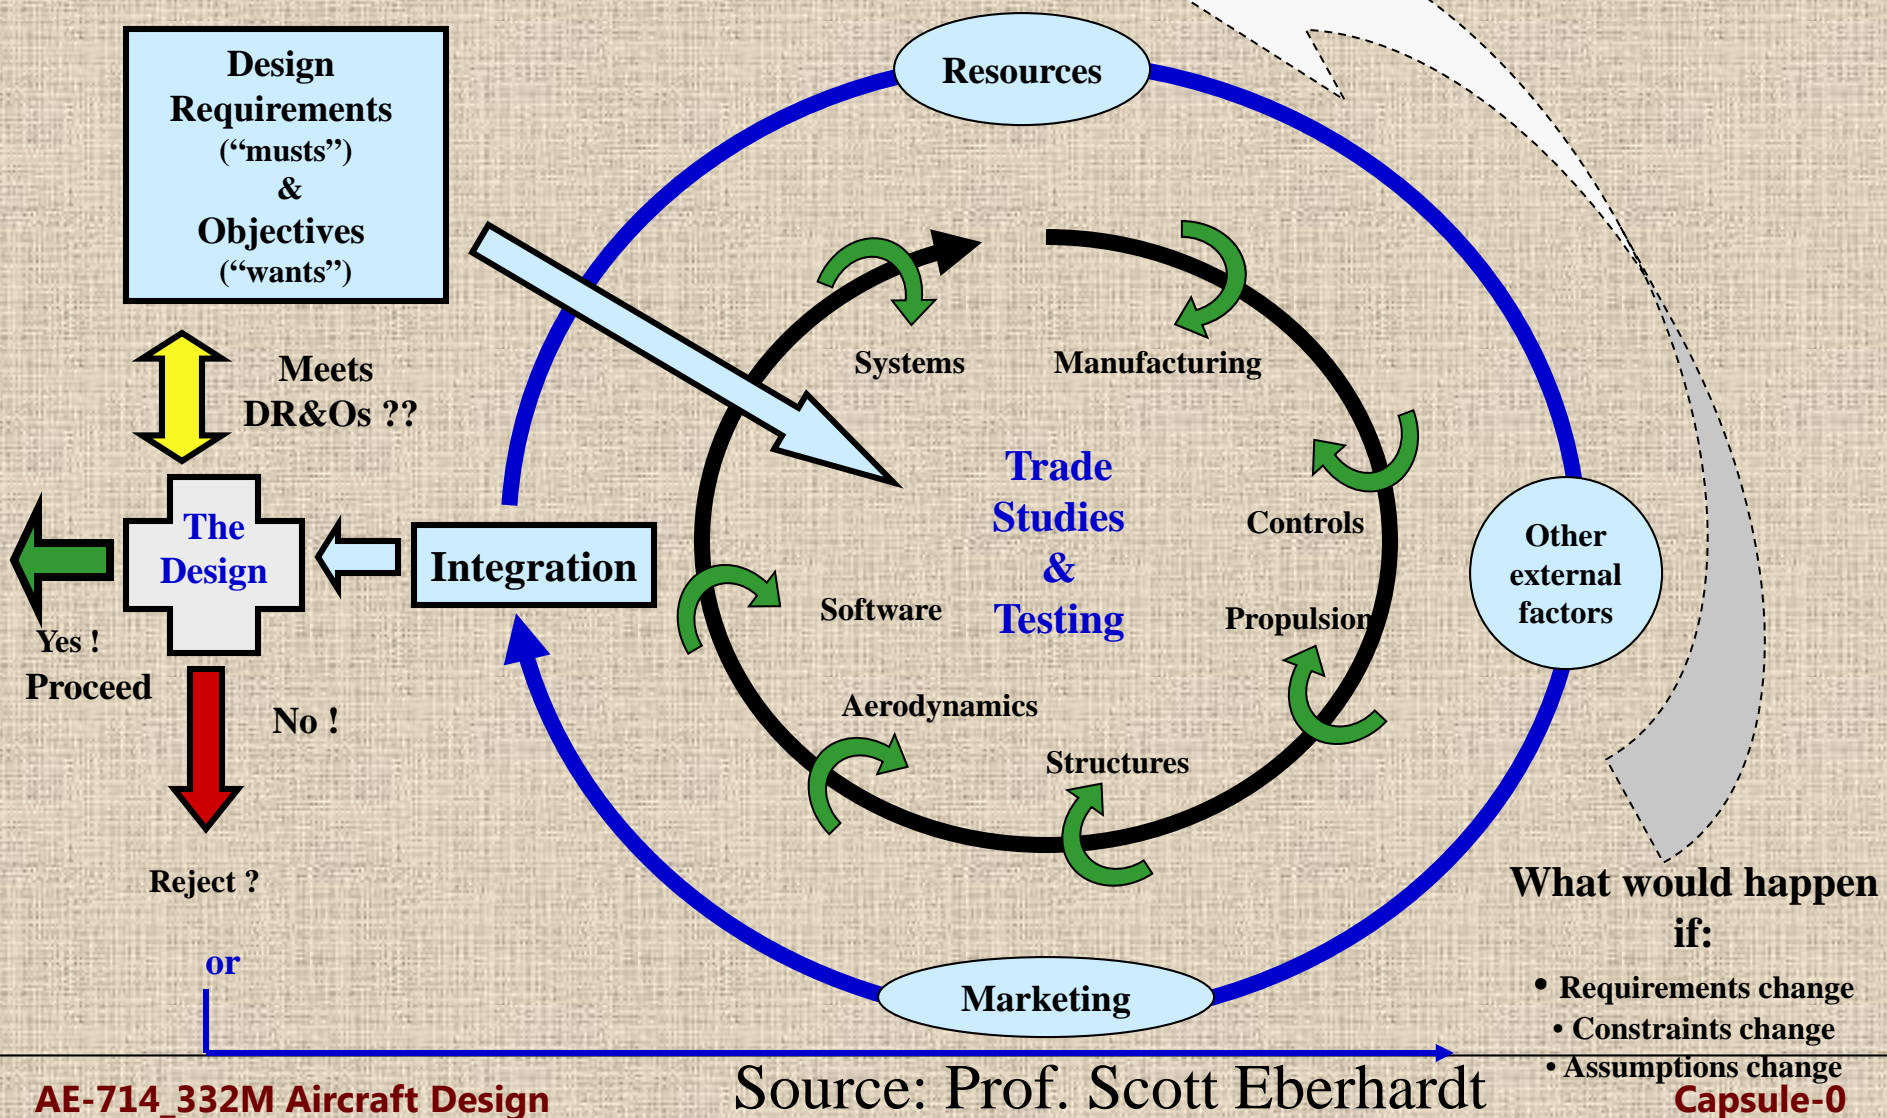 Design
Requirements
(“musts”)
&
Objectives
(“wants”)
Meets
DR&Os ??
The
Design
Yes !
Proceed
No !
Reject ?
or
Integration
Resources
Systems
Manufacturing
Controls
Propulsion
Structures
Aerodynamics
Software
Trade
Studies
&
Testing
Other
external
factors
Marketing
What would happen
if:
• Requirements change
• Constraints change
• Assumptions change
AE-714_332M Aircraft Design
Source: Prof. Scott Eberhardt
Capsule-0